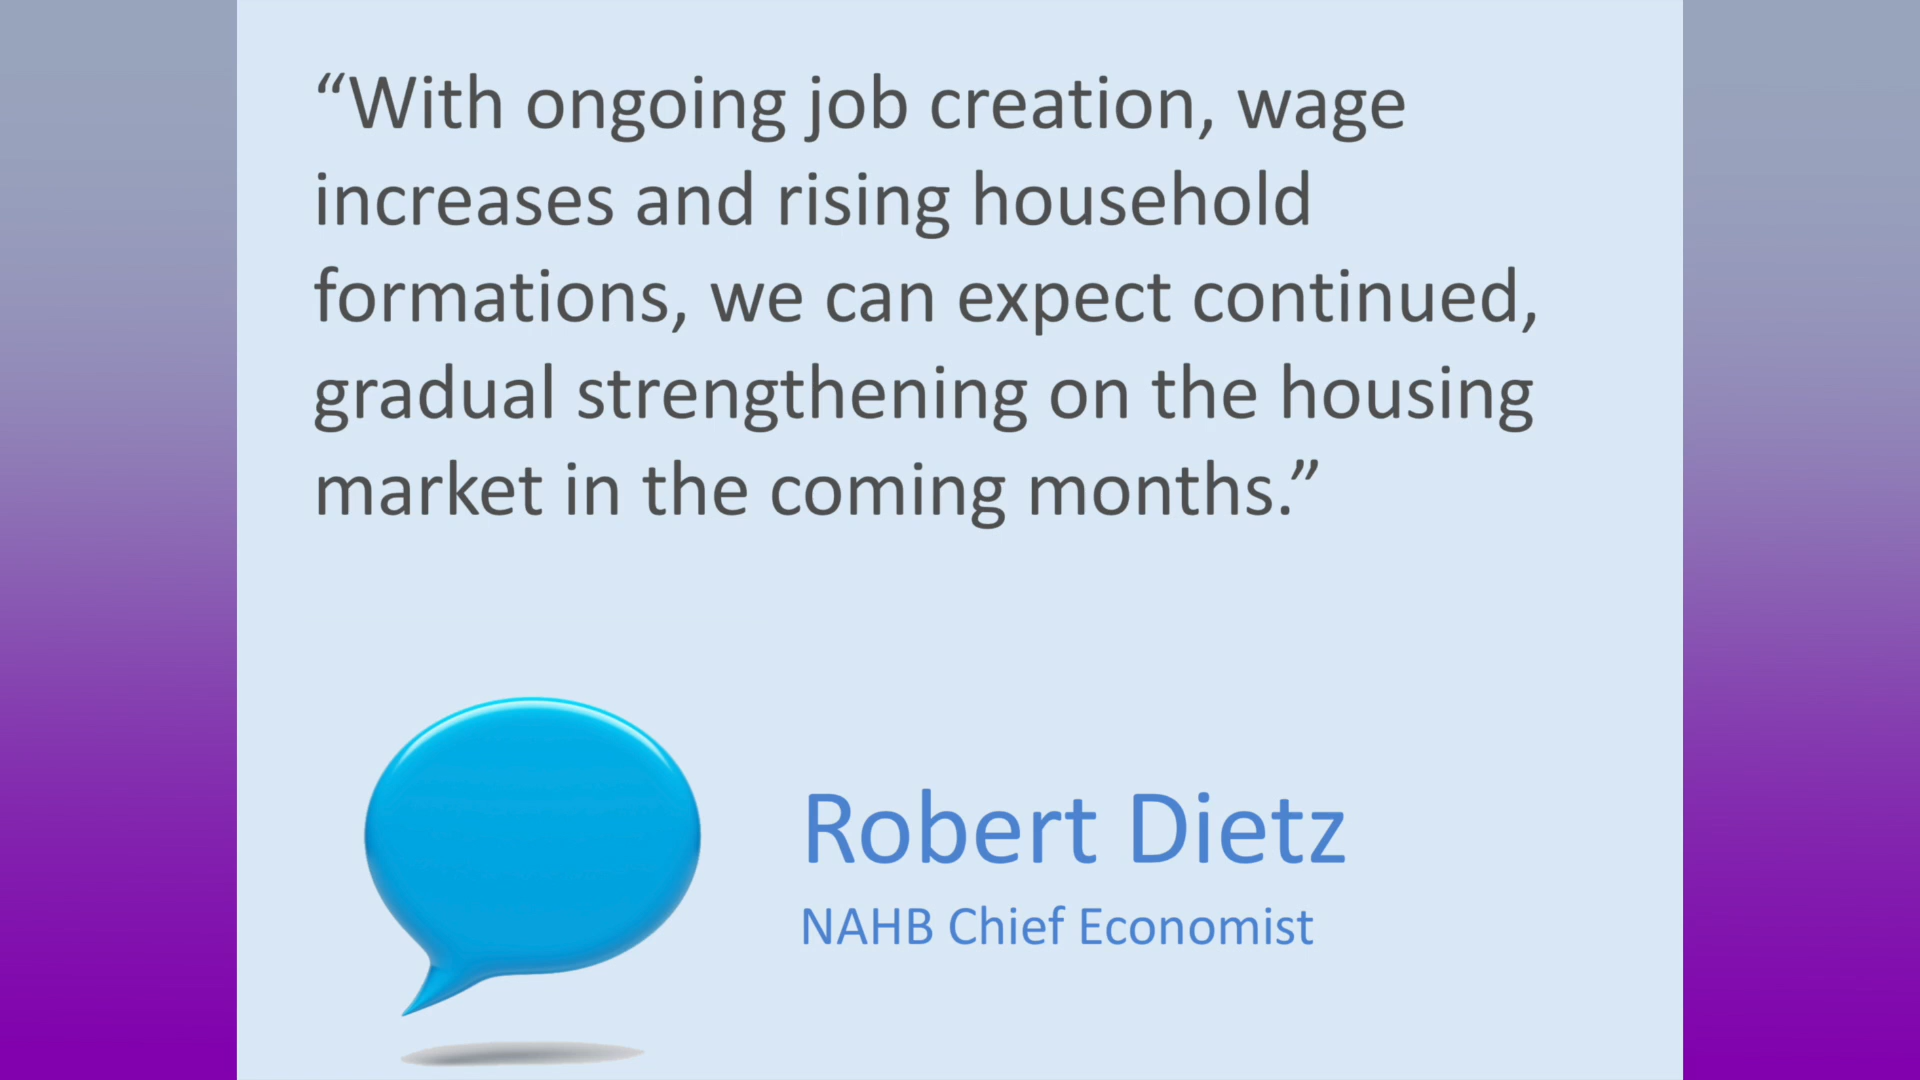 “With ongoing job creation, wage
increases and rising household
formations, we can expect continued,
gradual strengthening on the housing
market in the coming months.”
Robert Dietz
NAHB Chief Economist